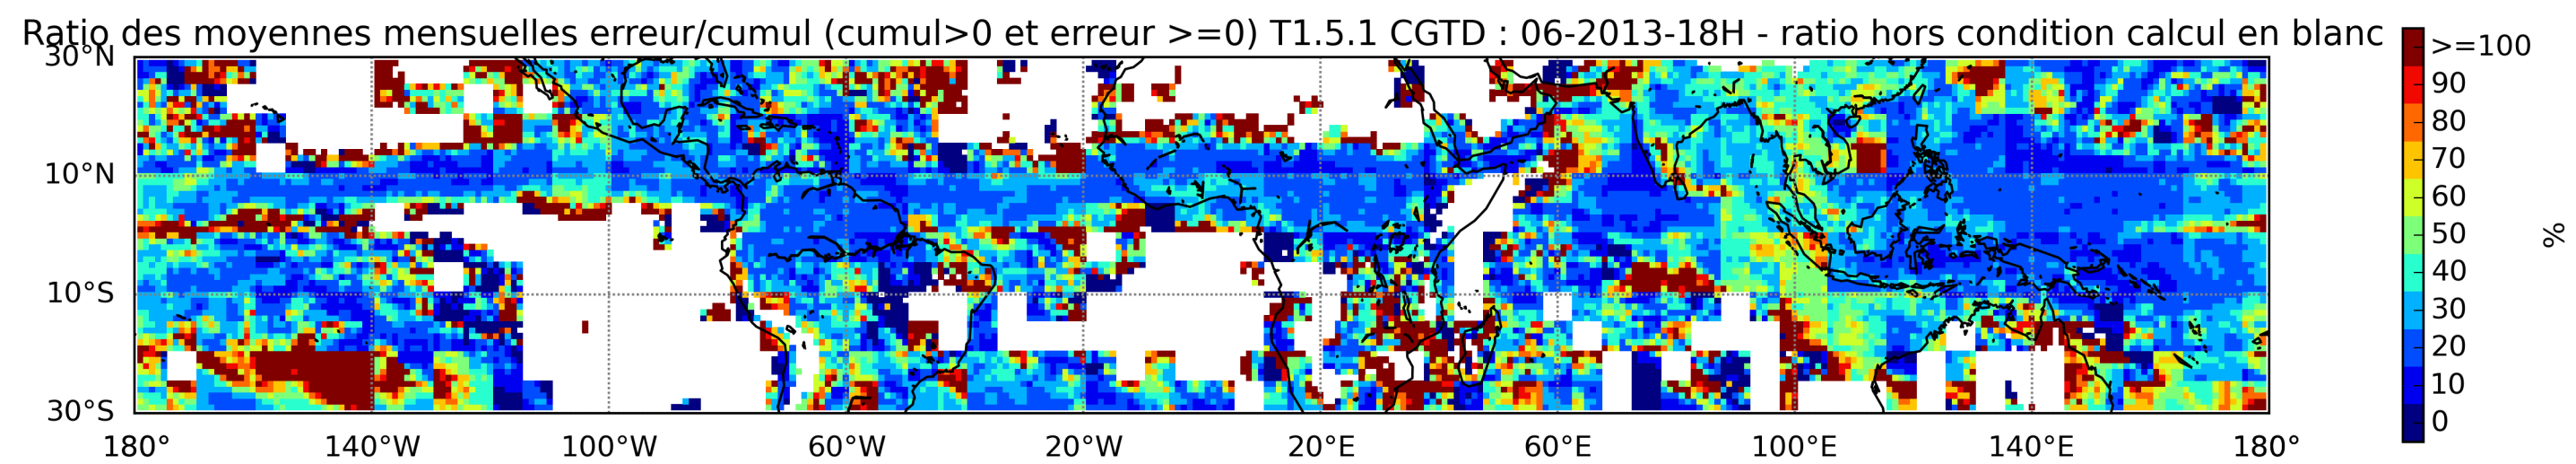 Ratio des moyennes mensuelles erreur/cumul (cumul>0 et erreur >=0) T1.5.1 CGTD : 06-2013-18H - ratio hors condition calcul en blanc
30°N
10°N
10°S
30°S
180° 140°W 100°W 60°W 20°W 20°E 60°E 100°E 140°E 180°
>=100
90
80
70
60
50
40
30
20
10
0
%